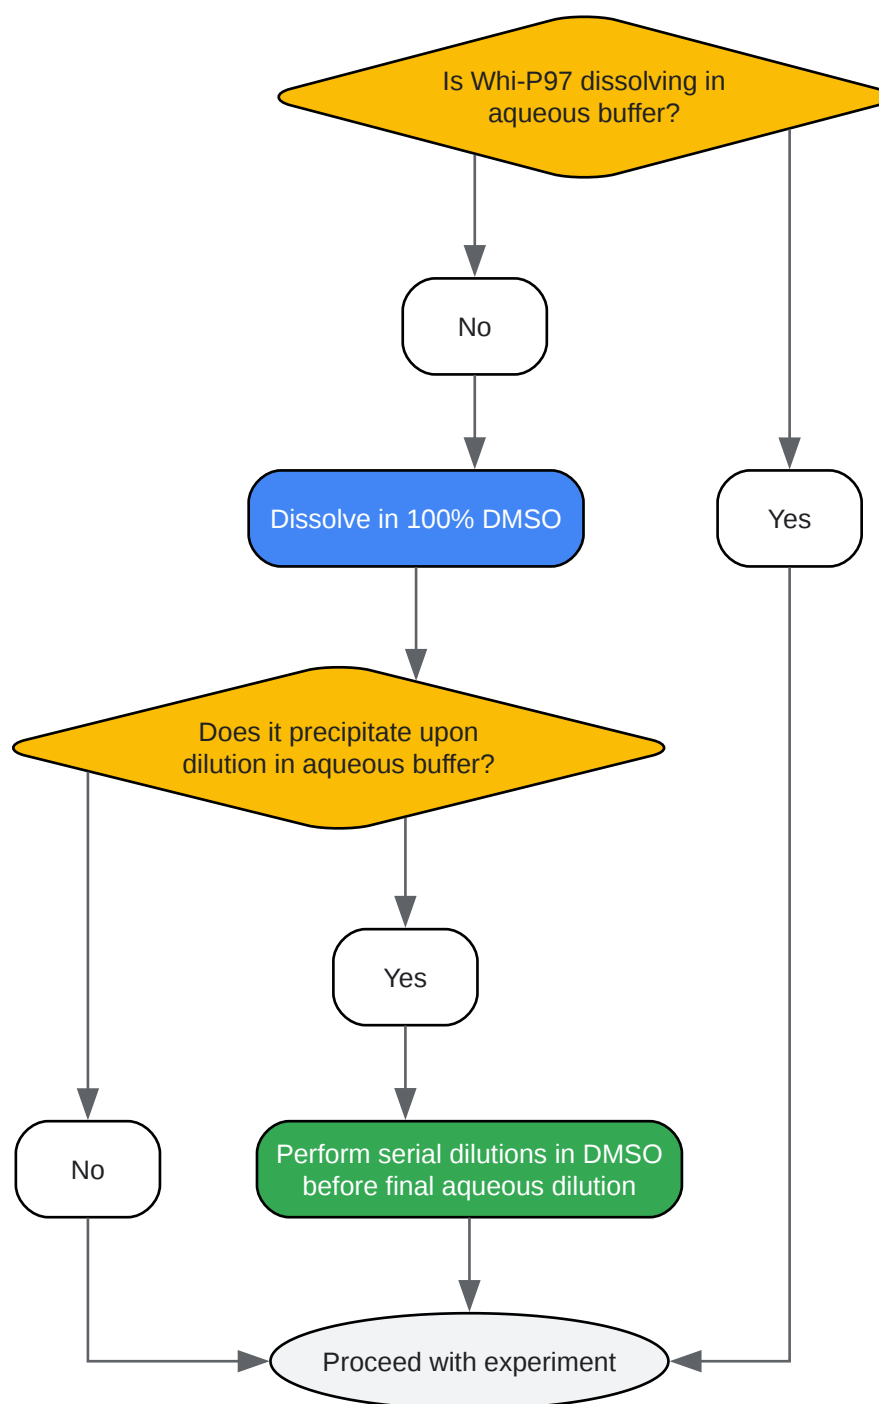 Is Whi-P97 dissolving in
aqueous buffer?
No
Dissolve in 100% DMSO
Yes
Does it precipitate upon
dilution in aqueous buffer?
Yes
No
Perform serial dilutions in DMSO
before final aqueous dilution
Proceed with experiment